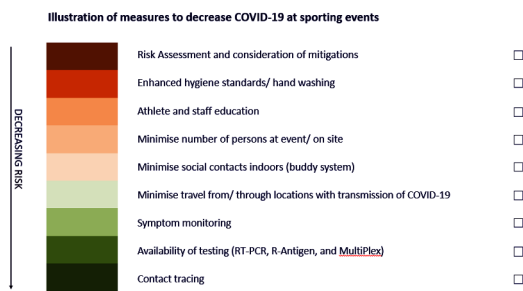 Illustration of measures to decrease COVID-19 at sporting events
DECREASING RISK
Risk Assessment and consideration of mitigations
Enhanced hygiene standards/ hand washing
Athlete and staff education
Minimise number of persons at event/ on site
Minimise social contacts indoors (buddy system)
Minimise travel from/ through locations with transmission of COVID-19
Symptom monitoring
Availability of testing (RT-PCR, R-Antigen, and MultiPlex)
Contact tracing